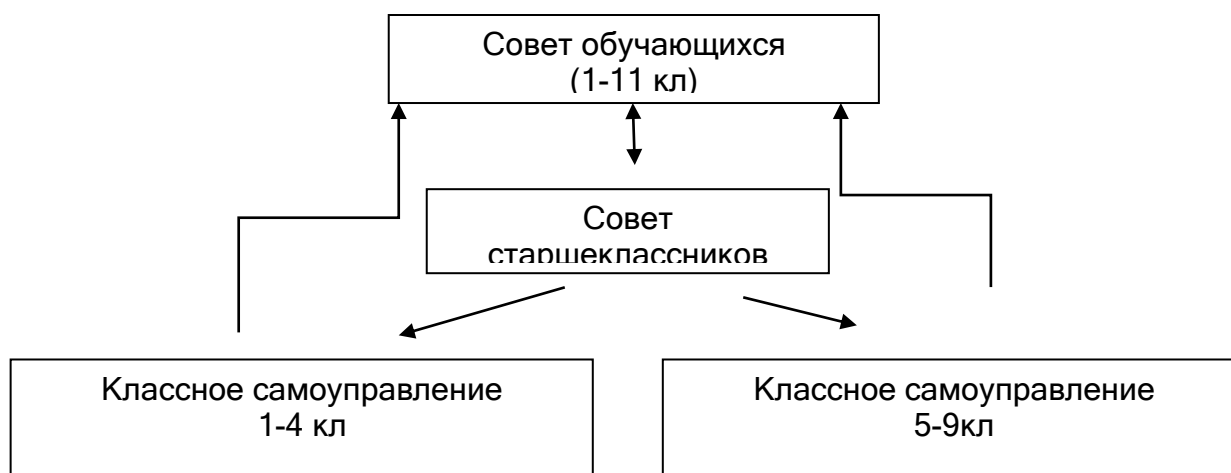 Совет обучающихся
(1-11 кл)
Совет
старшеклассников
Классное самоуправление
1-4 кл
Классное самоуправление
5-9кл